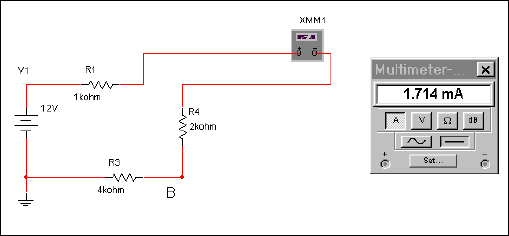 XMM1
V1
R1
1kohm
12V
R4
2kohm
R3
4kohm
B
Multimeter-...
1.714 mA
A V Ω dB
Set...
+ -